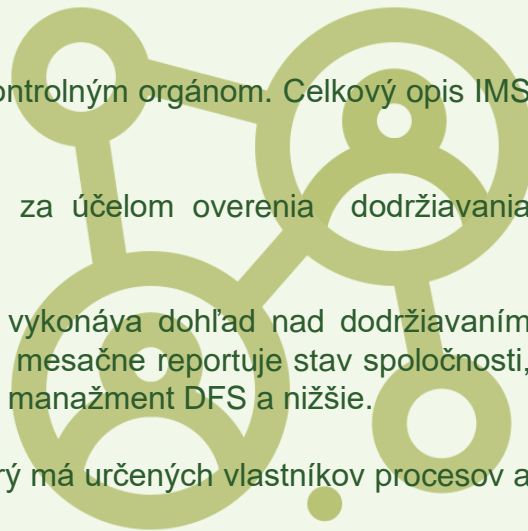 ontrolným orgánom. Celkový opis IMS
za účelom overenia dodržiavania
vykonáva dohľad nad dodržiavaním
mesačne reportuje stav spoločnosti,
manažment DFS a nižšie.
rý má určených vlastníkov procesov a